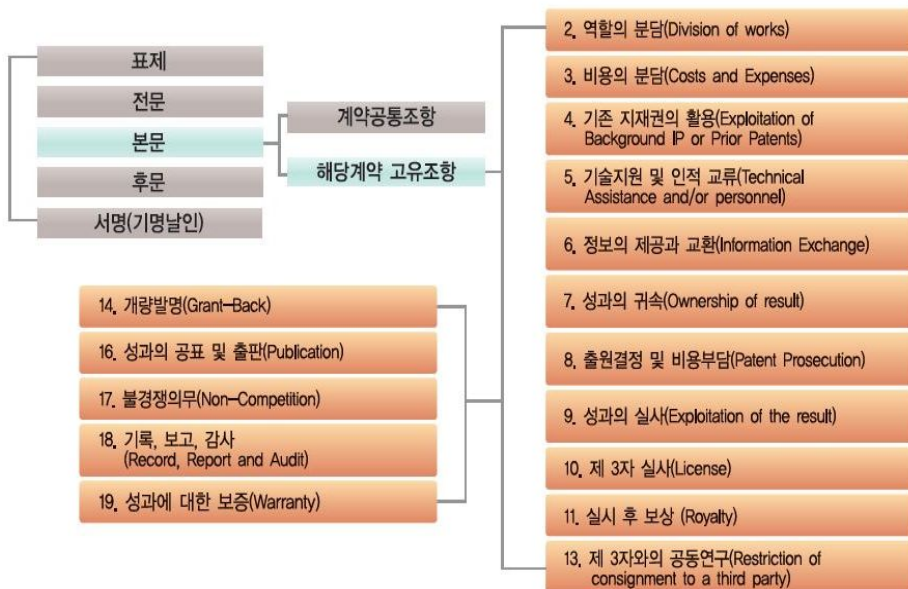 표제
전문
본문
후문
서명(기명날인)
계약공통조항
해당계약 고유조항
2. 역할의 분담(Division of works)
3. 비용의 분담(Costs and Expenses)
4. 기존 지재권의 활용(Exploitation of
Background IP or Prior Patents)
5. 기술지원 및 인적 교류(Technical
Assistance and/or personnel)
6. 정보의 제공과 교환(Information Exchange)
7. 성과의 귀속(Ownership of result)
8. 출원결정 및 비용부담(Patent Prosecution)
9. 성과의 실사(Exploitation of the result)
10. 제 3자 실사(License)
11. 실시 후 보상 (Royalty)
13. 제 3자와의 공동연구(Restriction of
consignment to a third party)
14. 개량발명(Grant-Back)
16. 성과의 공표 및 출판(Publication)
17. 불경쟁의무(Non-Competition)
18. 기록, 보고, 감사
(Record, Report and Audit)
19. 성과에 대한 보증(Warranty)